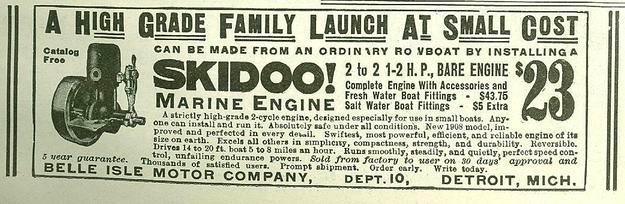 A HIGH GRADE FAMILY LAUNCH AT SMALL COST
CAN BE MADE FROM AN ORDINARY ROWBOAT BY INSTALLING A
Catalog
Free
SKIDOO!
MARINE ENGINE
2 to 2 1-2 H. P., BARE ENGINE $23
Complete Engine With Accessories and
Fresh Water Boat Fittings - $43.75
Salt Water Boat Fittings - $5 Extra
A strictly high-grade 2-cycle engine, designed especially for use in small boats. Any-
one can install and run it. Absolutely safe under all conditions. New 1908 model, im-
proved and perfected in every detail. Swiftest, most powerful, efficient, and reliable engine of its
size on earth. Excels all others in simplicity, compactness, strength, and durability. Reversible.
Drives 14 to 20 ft. boat 5 to 8 miles an hour. Runs smoothly, steadily, and quietly, perfect speed con-
trol, unfailing endurance powers. Sold from factory to user on 30 days' approval and
5 year guarantee. Thousands of satisfied users. Prompt shipment. Order early. Write today.
BELLE ISLE MOTOR COMPANY, DEPT. 10, DETROIT, MICH.